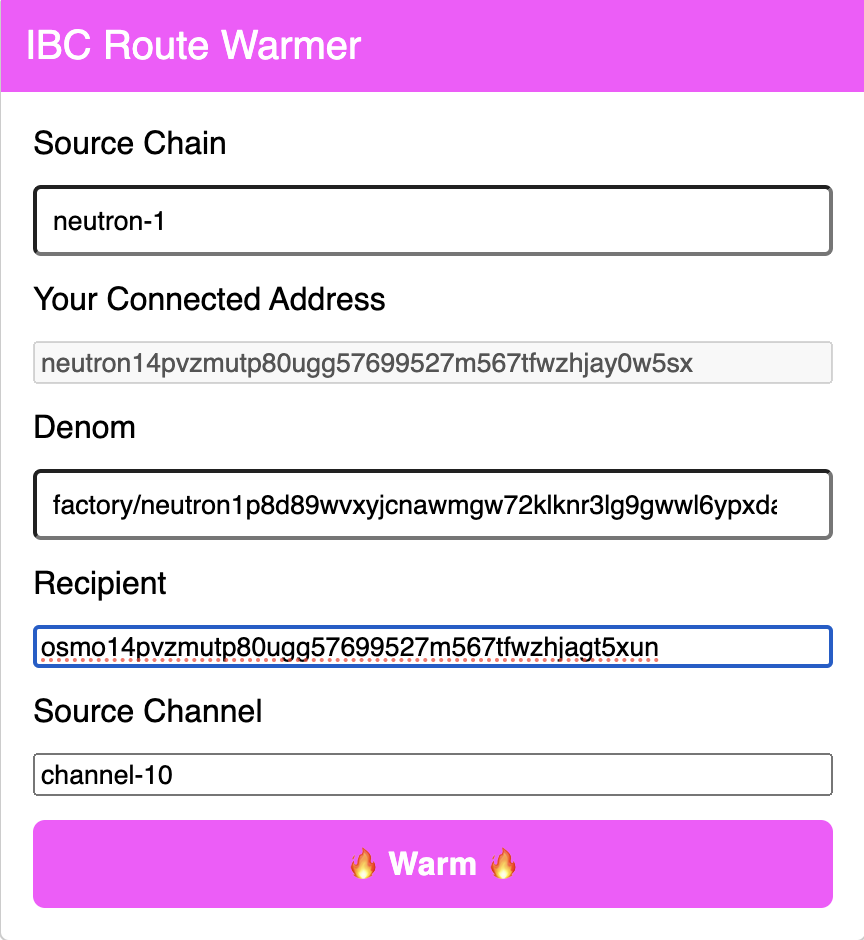 IBC Route Warmer
Source Chain
neutron-1
Your Connected Address
neutron14pvzmutp80ugg57699527m567tfwzhjay0w5sx
Denom
factory/neutron1p8d89wvxyjcnawmgw72klknr3lg9gwwl6ypxda
Recipient
osmo14pvzmutp80ugg57699527m567tfwzhjagt5xun
Source Channel
channel-10
🔥 Warm 🔥